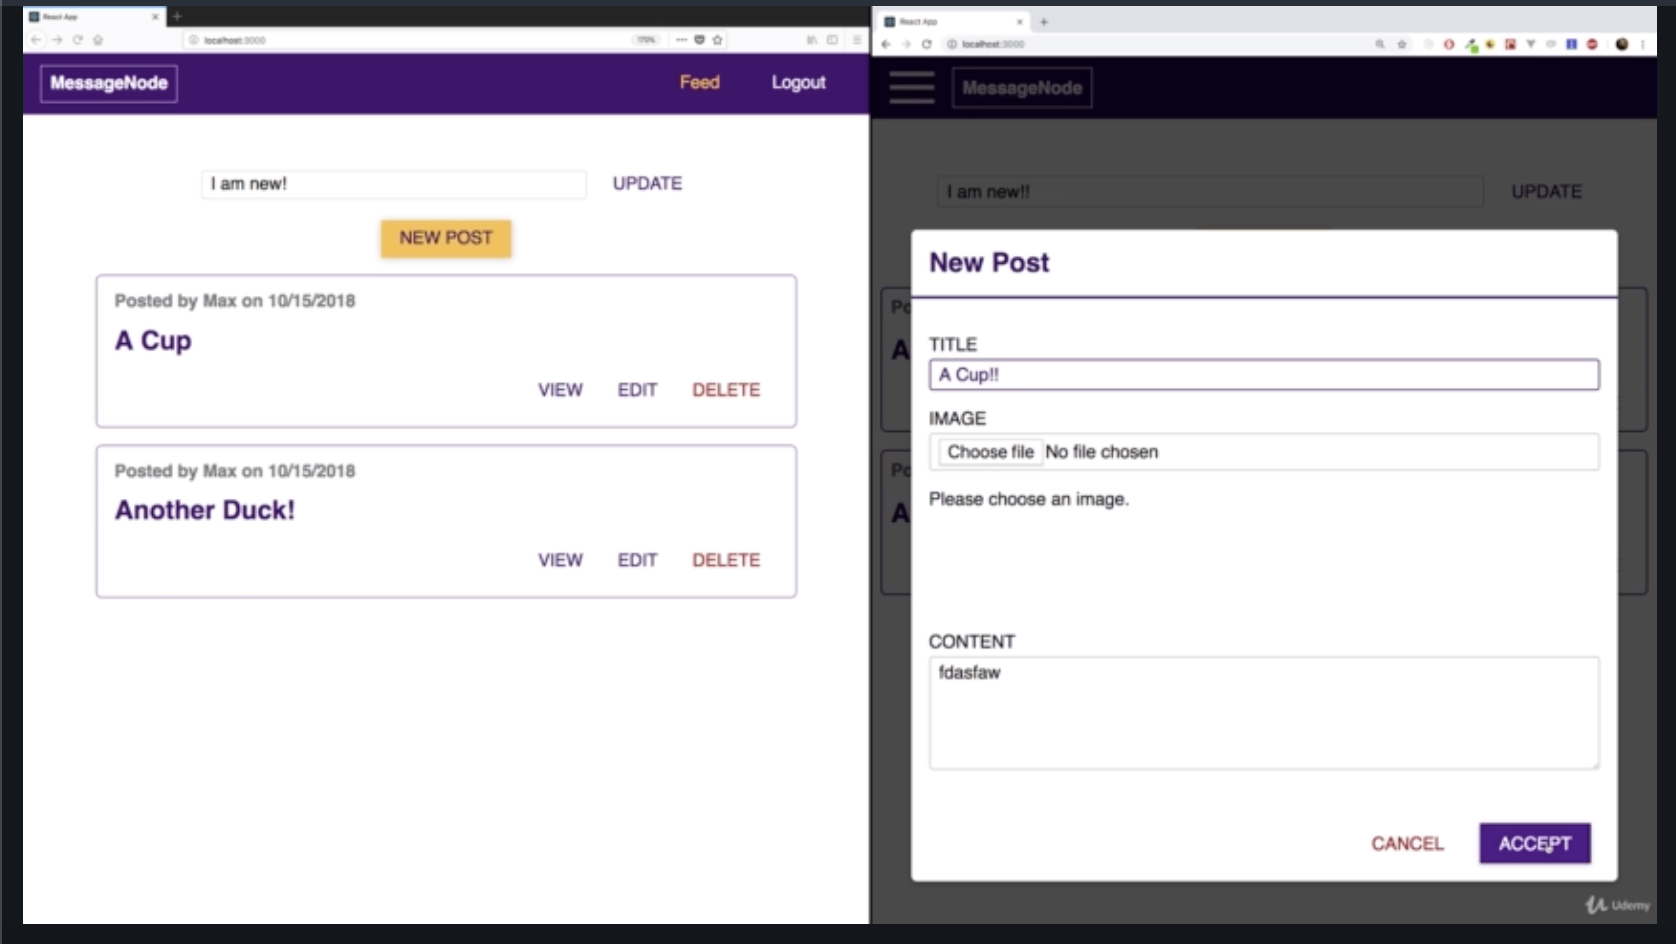 React App
localhost:3000
170%
MessageNode
Feed
Logout
I am new!
UPDATE
NEW POST
Posted by Max on 10/15/2018
A Cup
VIEW
EDIT
DELETE
Posted by Max on 10/15/2018
Another Duck!
VIEW
EDIT
DELETE
React App
localhost:3000
MessageNode
I am new!!
UPDATE
Po
A
Po
A
New Post
TITLE
A Cup!!
IMAGE
Choose file No file chosen
Please choose an image.
CONTENT
fdasfaw
CANCEL
ACCEPT
Udemy